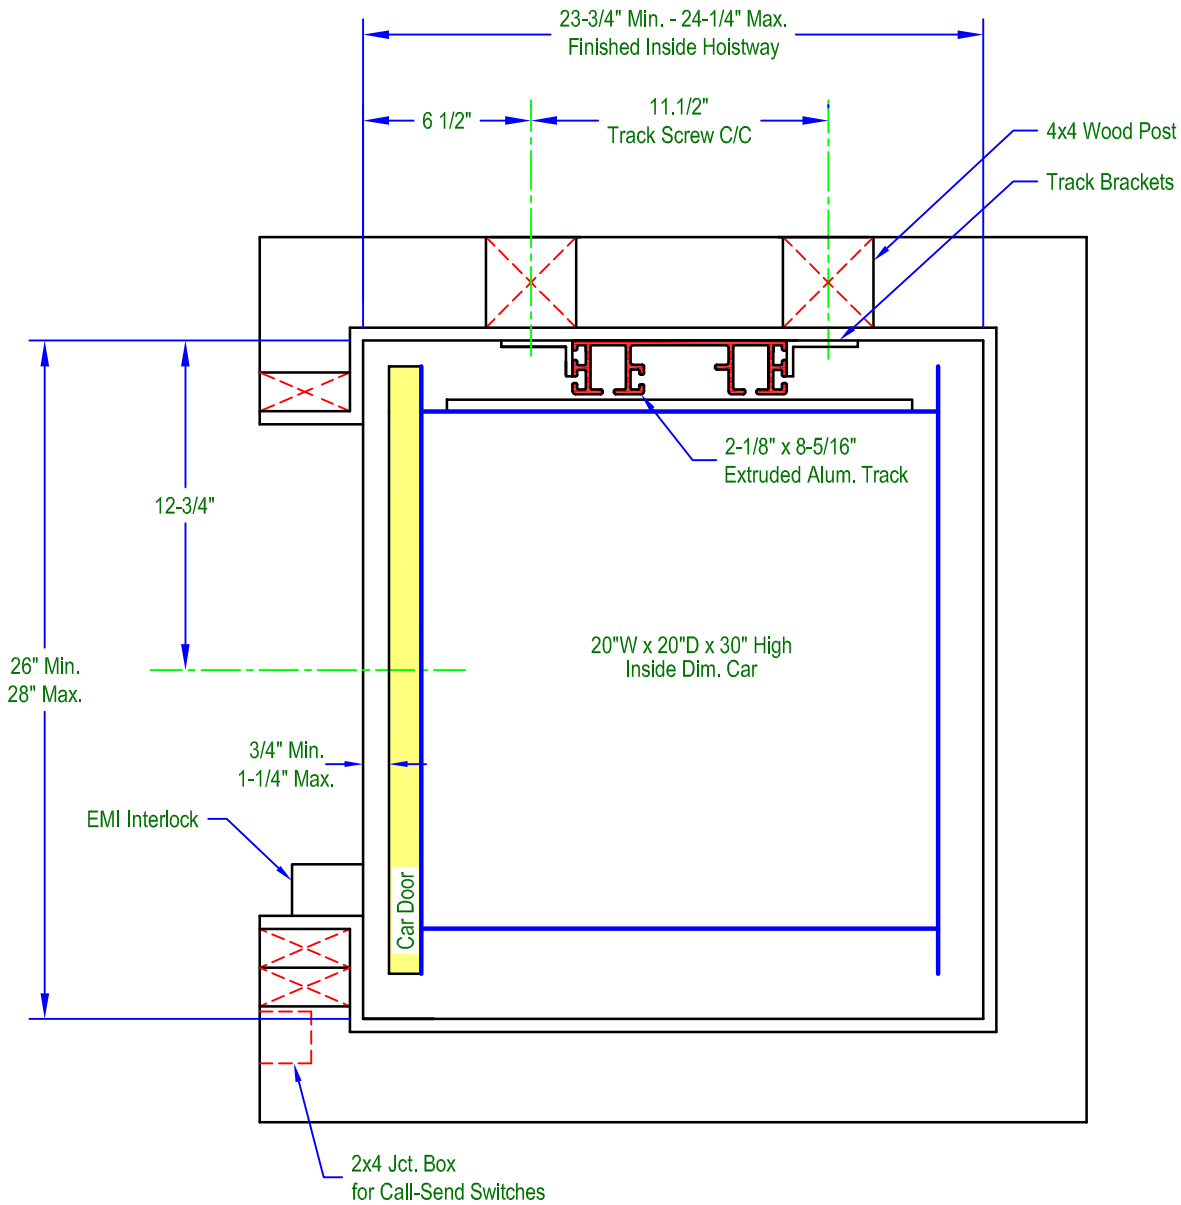 23-3/4" Min. - 24-1/4" Max.
Finished Inside Hoistway
6 1/2"
11.1/2"
Track Screw C/C
4x4 Wood Post
Track Brackets
2-1/8" x 8-5/16"
Extruded Alum. Track
12-3/4"
20"W x 20"D x 30" High
Inside Dim. Car
26" Min.
28" Max.
3/4" Min.
1-1/4" Max.
EMI Interlock
Car Door
2x4 Jct. Box
for Call-Send Switches